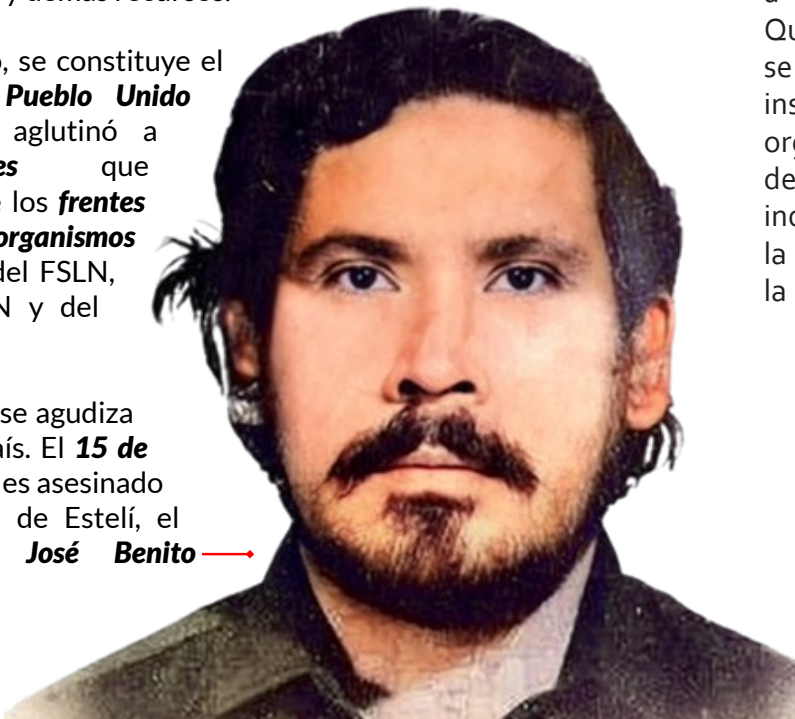 y demás recursos.
, se constituye el
Pueblo Unido
aglutinó a
es que
los frentes
organismos
del FSLN,
N y del
se agudiza
aís. El 15 de
es asesinado
de Estelí, el
José Benito
a
Qu
se
ins
org
de
ind
la
la